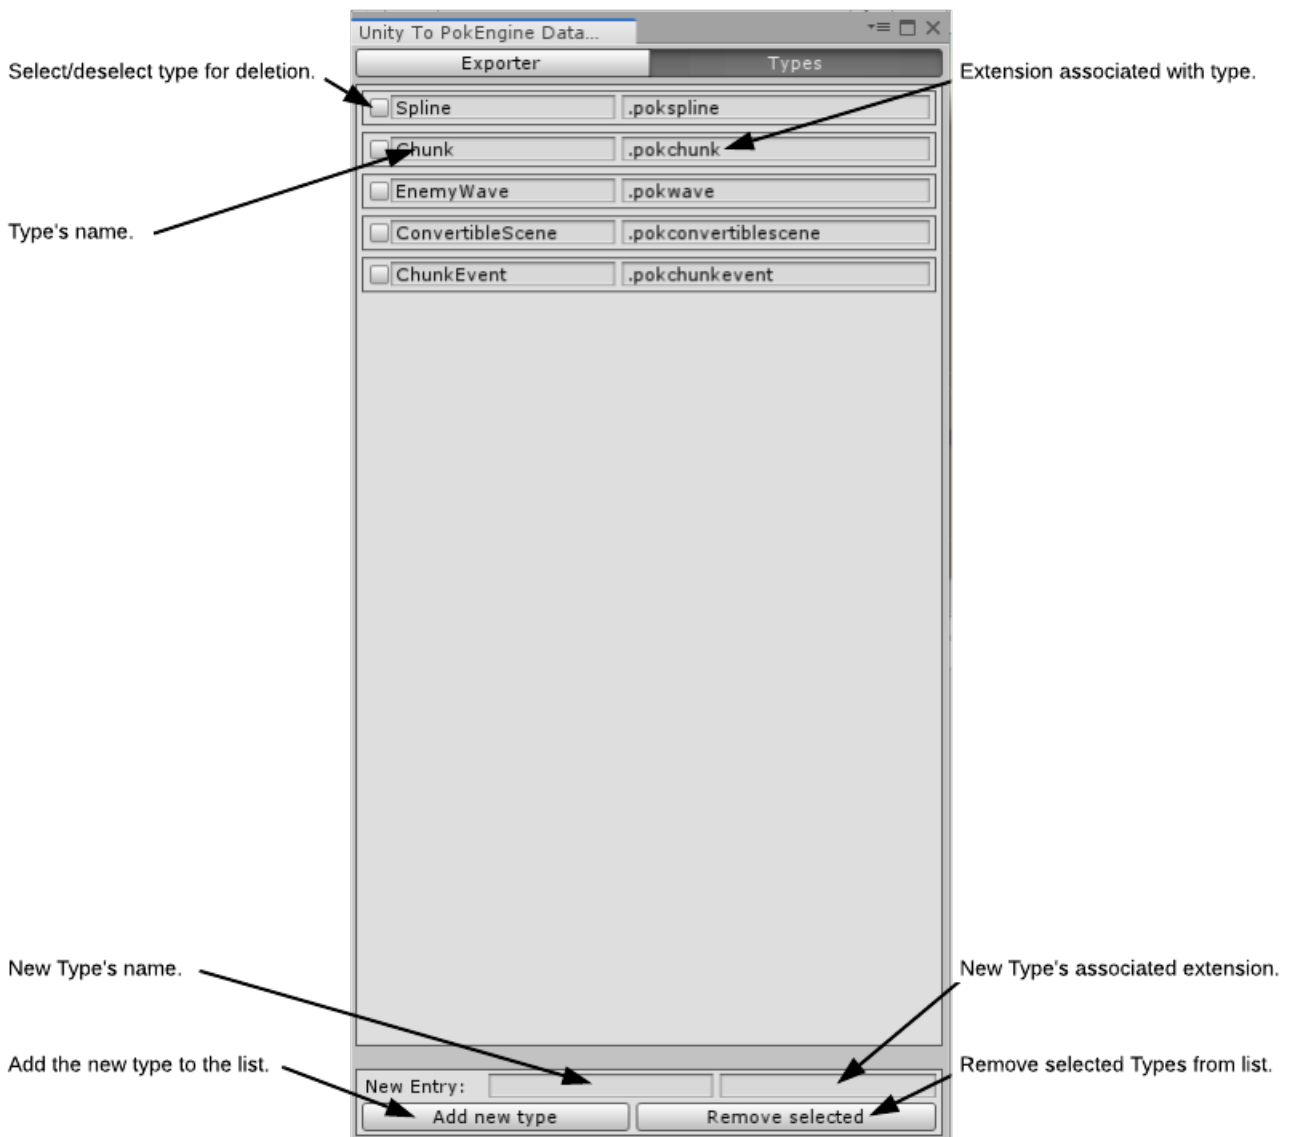 Unity To PokEngine Data...
Exporter Types
Select/deselect type for deletion.
Extension associated with type.
Spline .pokspline
Chunk .pokchunk
EnemyWave .pokwave
Type's name.
ConvertibleScene .pokconvertiblescene
ChunkEvent .pokchunkevent
New Type's name.
New Type's associated extension.
Add the new type to the list.
Remove selected Types from list.
New Entry:
Add new type Remove selected